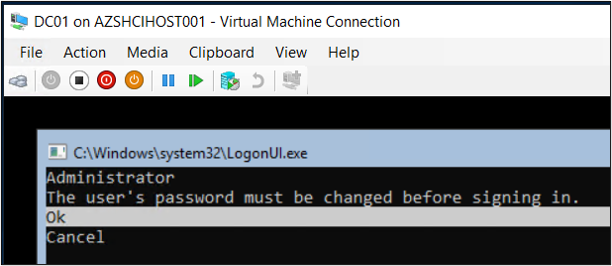 DC01 on AZSHCIHOST001 - Virtual Machine Connection
File Action Media Clipboard View Help
C:\Windows\system32\LogonUI.exe
Administrator
The user's password must be changed before signing in.
Ok
Cancel